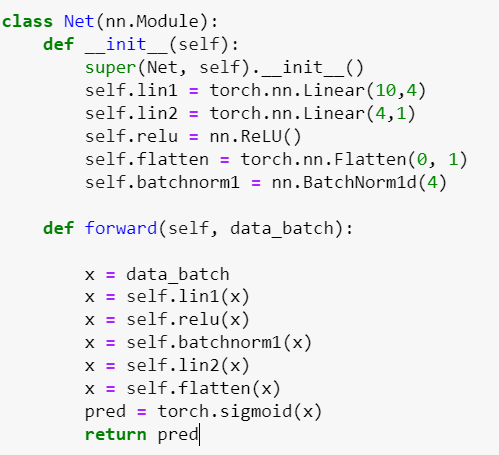 class Net(nn.Module):
    def __init__(self):
        super(Net, self).__init__()
        self.lin1 = torch.nn.Linear(10,4)
        self.lin2 = torch.nn.Linear(4,1)
        self.relu = nn.ReLU()
        self.flatten = torch.nn.Flatten(0, 1)
        self.batchnorm1 = nn.BatchNorm1d(4)

    def forward(self, data_batch):

        x = data_batch
        x = self.lin1(x)
        x = self.relu(x)
        x = self.batchnorm1(x)
        x = self.lin2(x)
        x = self.flatten(x)
        pred = torch.sigmoid(x)
        return pred